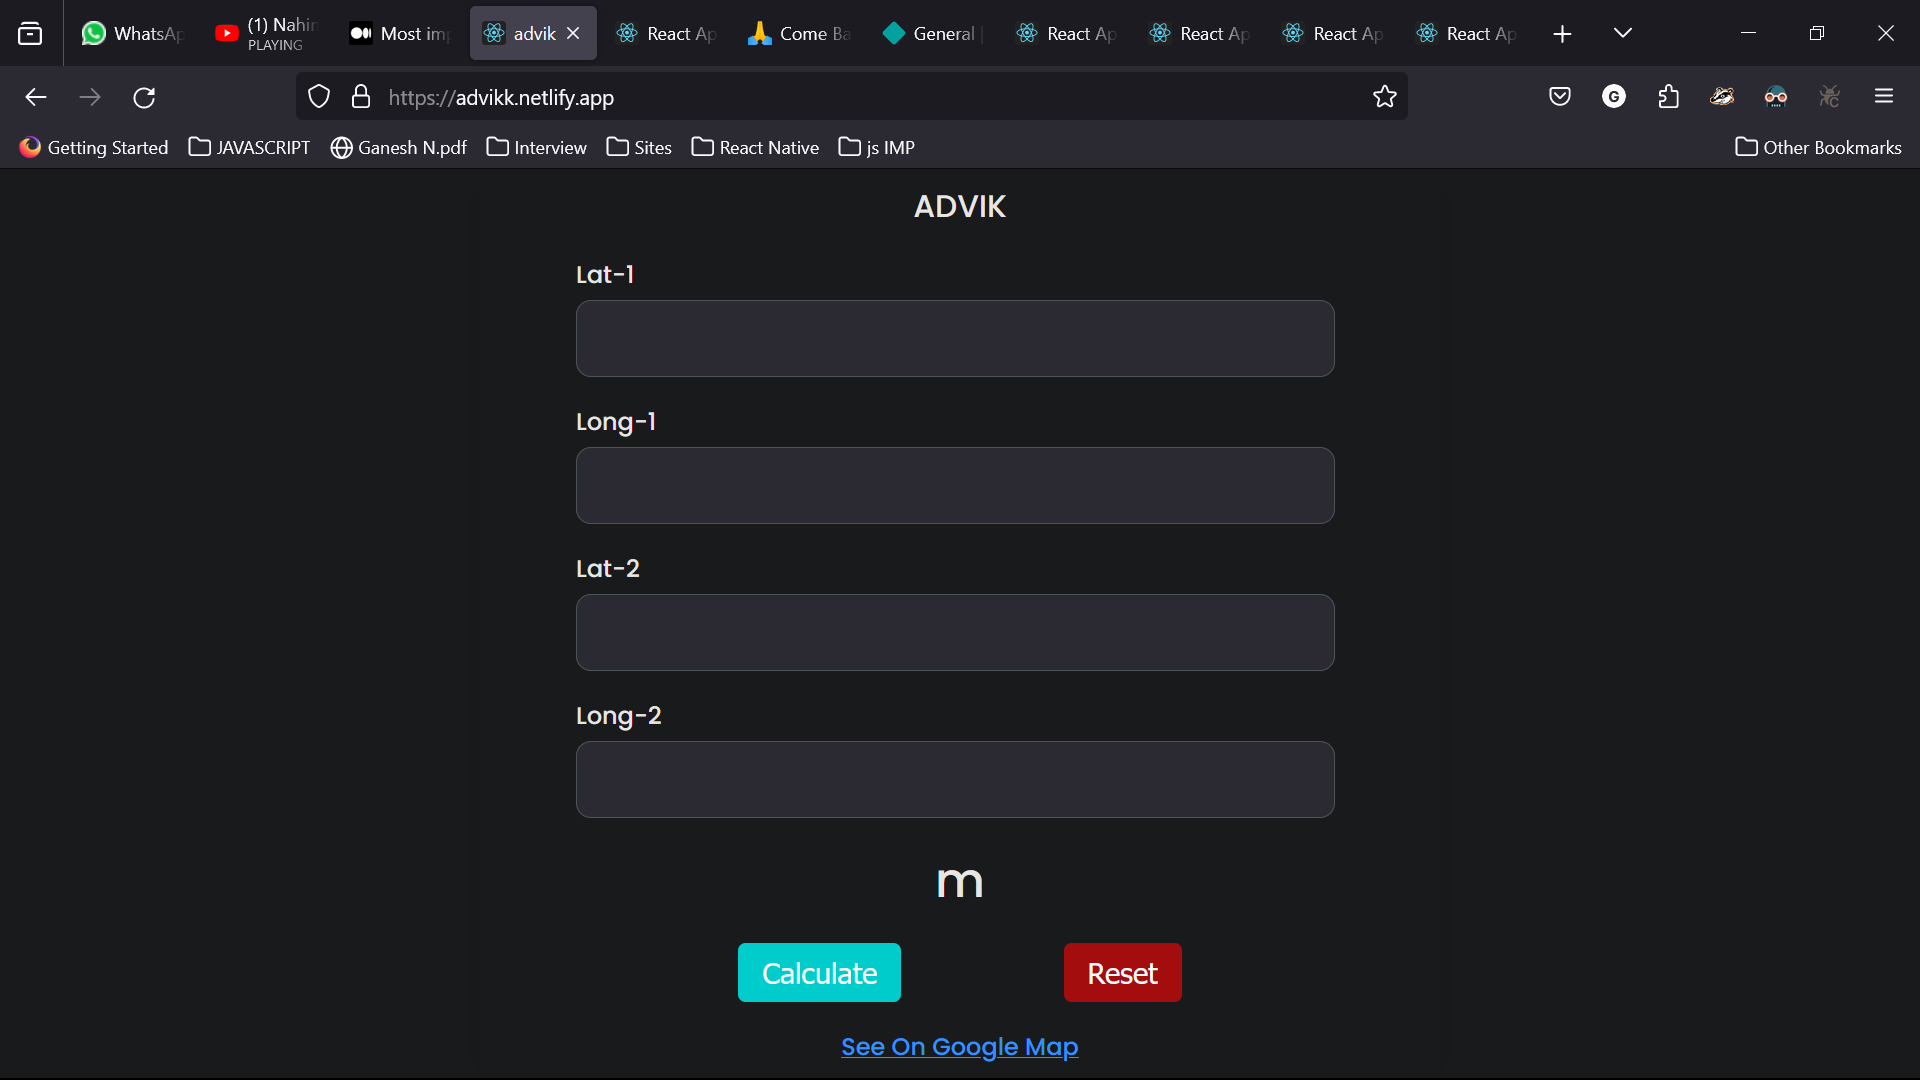 WhatsAp
(1) Nahin
PLAYING
Most im
advik
React Ap
Come Ba
General
React Ap
React Ap
React Ap
React Ap
https://advikk.netlify.app
G
Getting Started
JAVASCRIPT
Ganesh N.pdf
Interview
Sites
React Native
js IMP
Other Bookmarks
ADVIK
Lat-1
Long-1
Lat-2
Long-2
m
Calculate
Reset
See On Google Map